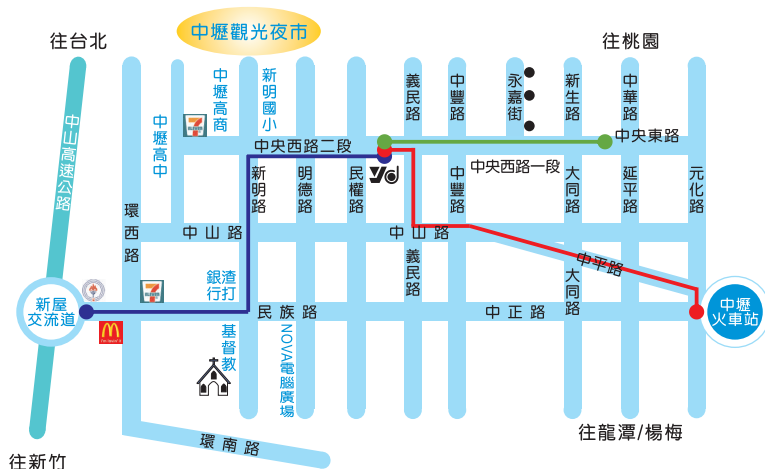 中壢觀光夜市
往台北
往桃園
中山高速公路
中壢高中
中壢高商
新明國小
7
ELEVEN
義民路
中豐路
永嘉街
新生路
中華路
中央西路二段
中央東路
中央西路一段
新明路
明德路
民權路
中豐路
大同路
延平路
元化路
環西路
中山路
中山路
義民路
中平路
大同路
銀渣
行打
7
ELEVEN
新屋
交流道
民族路
中正路
中壢
火車站
基督教
NOVA電腦廣場
環南路
往龍潭/楊梅
往新竹